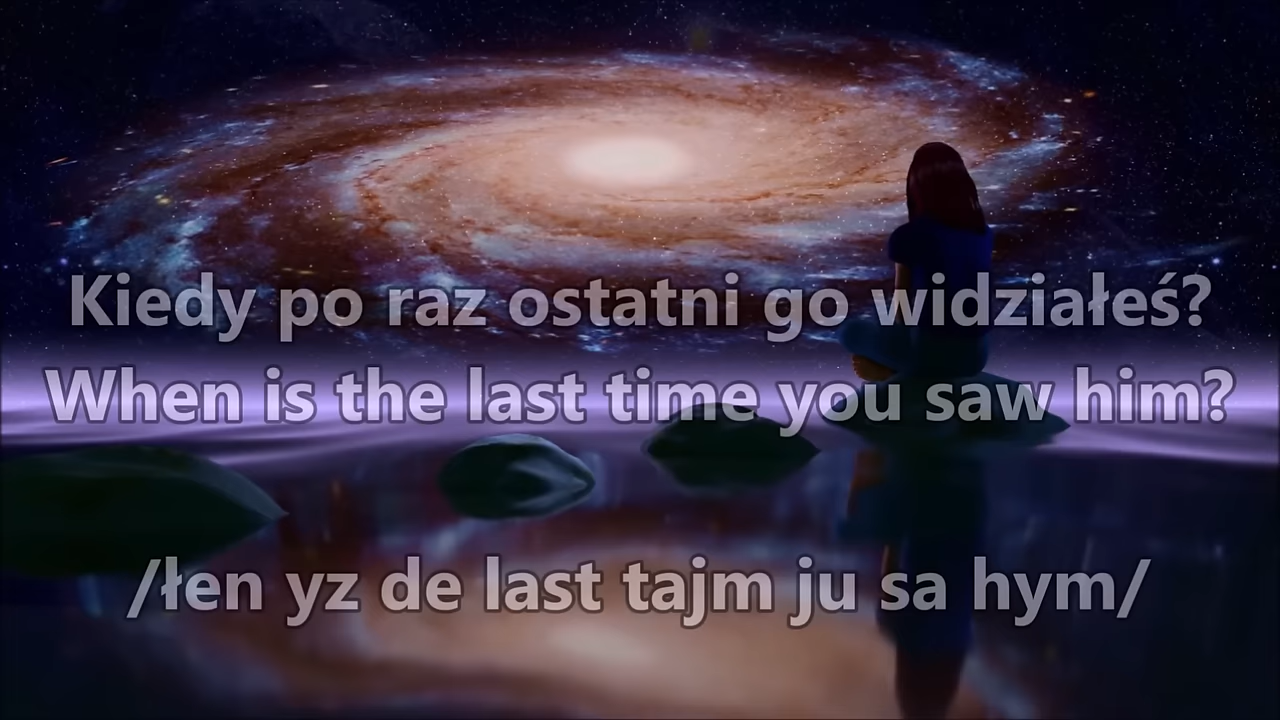 Kiedy po raz ostatni go widziałeś?
When is the last time you saw him?
/łen yz de last tajm ju sa hym/